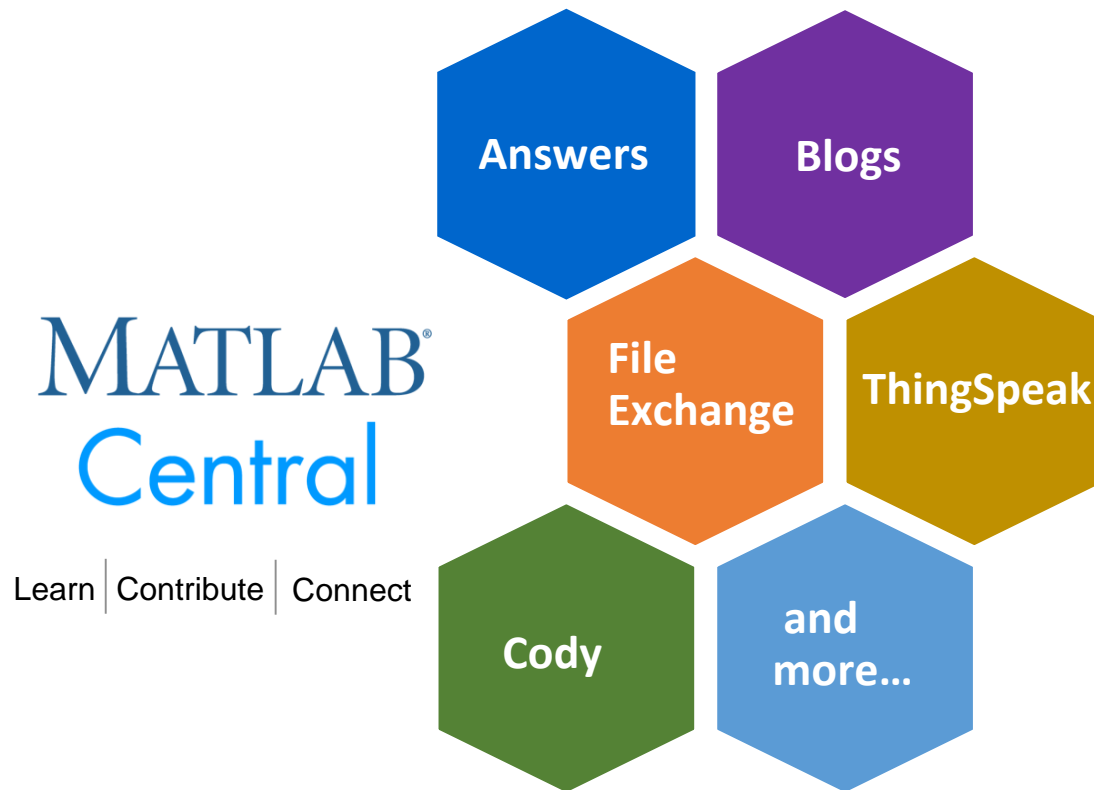 MATLAB®
Central
Learn | Contribute | Connect
Answers
Blogs
File
Exchange
ThingSpeak
Cody
and
more...